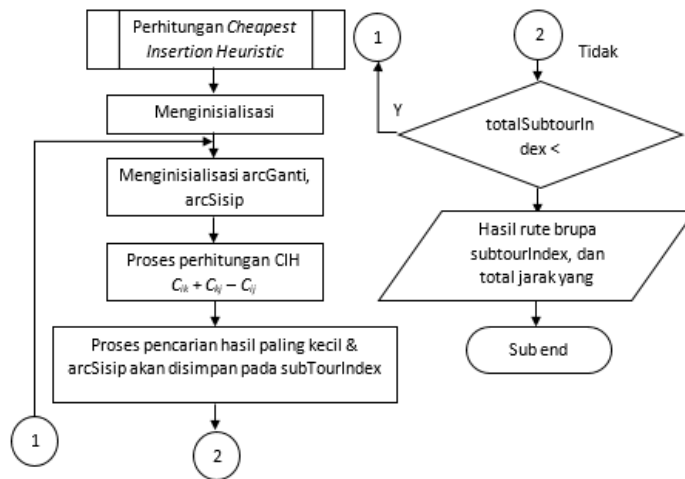 Perhitungan Cheapest
Insertion Heuristic
Menginisialisasi
Menginisialisasi arcGanti,
arcSisip
Proses perhitungan CIH
Cik + Ckj – Cij
Proses pencarian hasil paling kecil &
arcSisip akan disimpan pada subTourIndex
1
2
1
2
Tidak
Y
totalSubtourIn
dex <
Hasil rute brupa
subtourIndex, dan
total jarak yang
Sub end